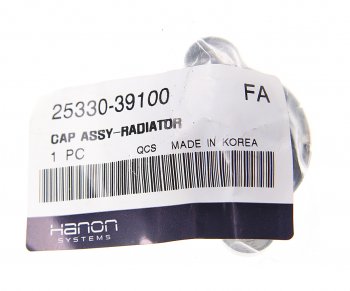 25330-39100 FA
CAP ASSY-RADIATOR
1 PC QCS MADE IN KOREA
Hanon
SYSTEMS